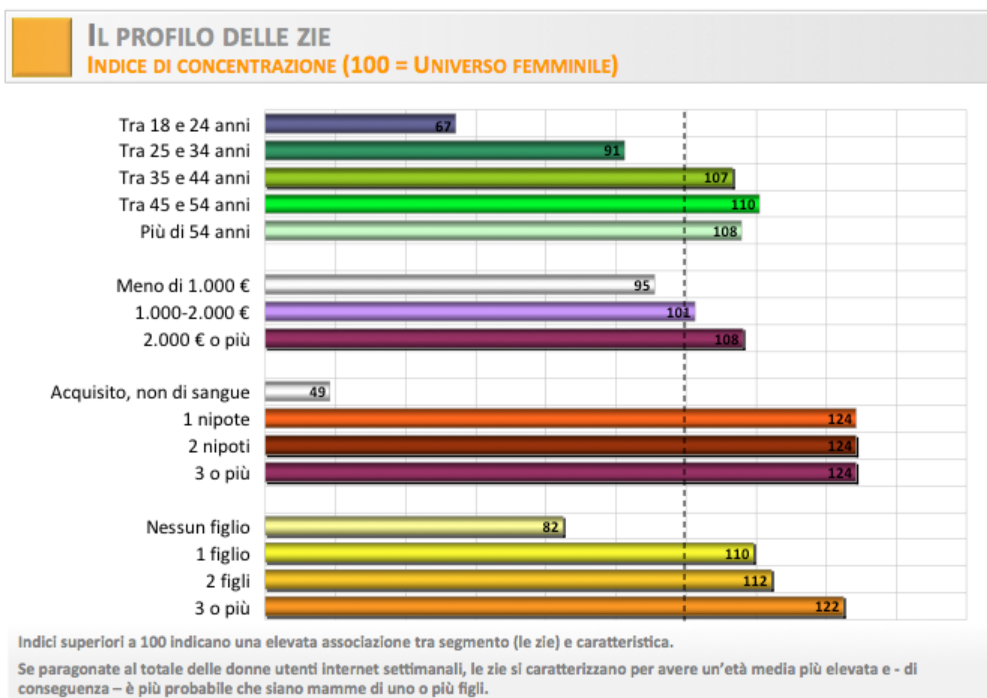 IL PROFILO DELLE ZIE
INDICE DI CONCENTRAZIONE (100 = UNIVERSO FEMMINILE)
Tra 18 e 24 anni 67
Tra 25 e 34 anni 91
Tra 35 e 44 anni 107
Tra 45 e 54 anni 110
Più di 54 anni 108
Meno di 1.000 € 95
1.000-2.000 € 101
2.000 € o più 108
Acquisito, non di sangue 49
1 nipote 124
2 nipoti 124
3 o più 124
Nessun figlio 82
1 figlio 110
2 figli 112
3 o più 122
Indici superiori a 100 indicano una elevata associazione tra segmento (le zie) e caratteristica.
Se paragonate al totale delle donne utenti internet settimanali, le zie si caratterizzano per avere un'età media più elevata e - di
conseguenza – è più probabile che siano mamme di uno o più figli.